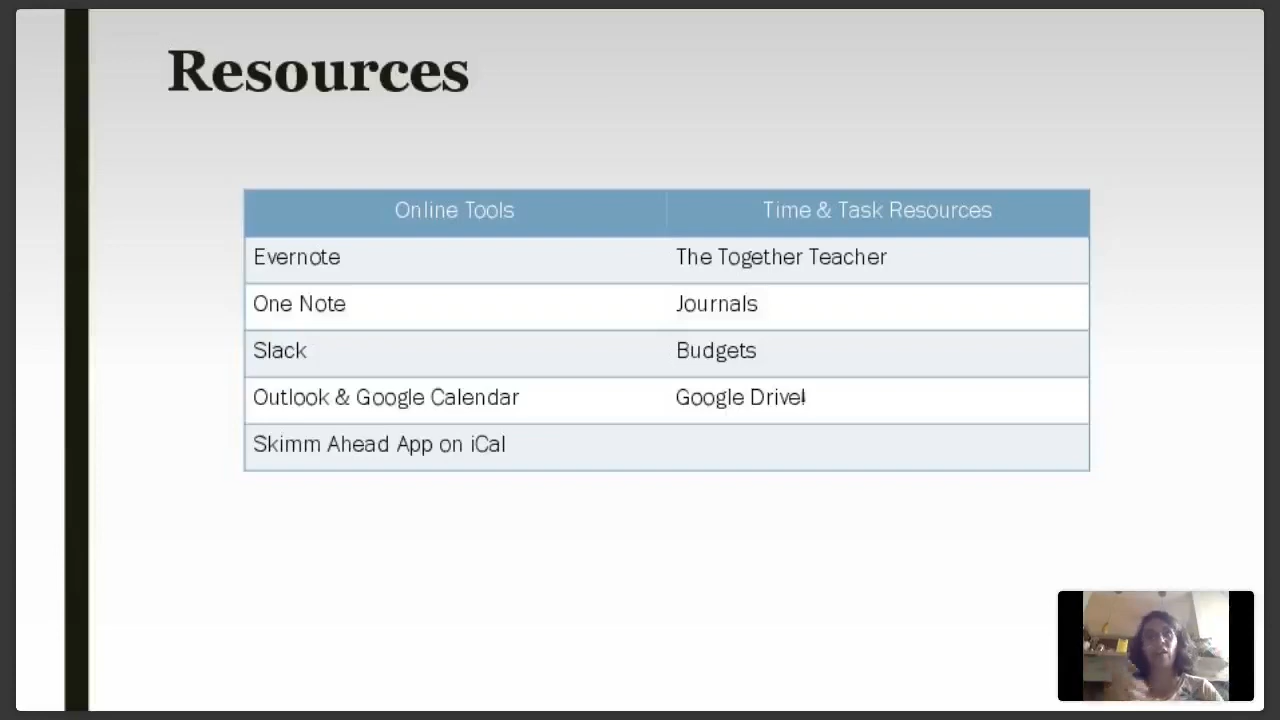 Resources
Online Tools
Time & Task Resources
Evernote
The Together Teacher
One Note
Journals
Slack
Budgets
Outlook & Google Calendar
Google Drive!
Skimm Ahead App on iCal